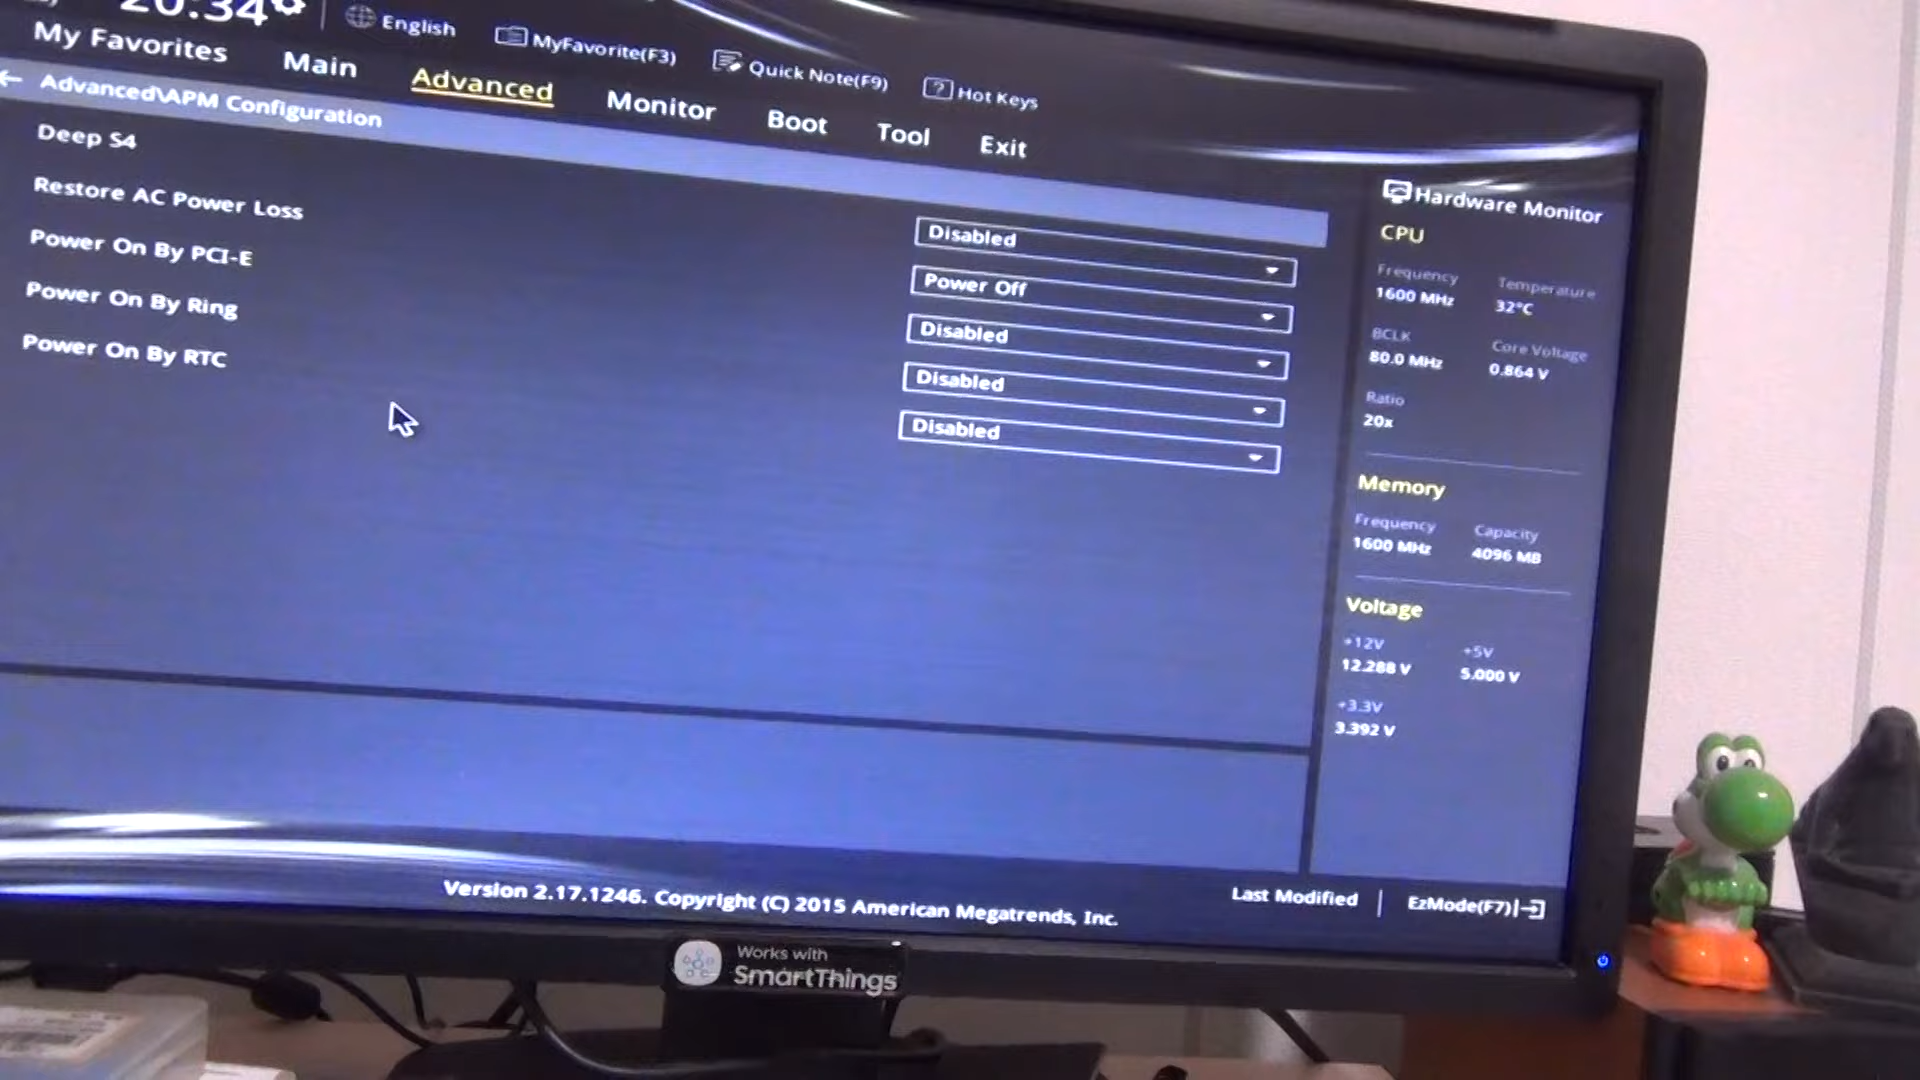 20:34
English
MyFavorite(F3)
Quick Note(F9)
Hot Keys
My Favorites
Main
Advanced
Monitor
Boot
Tool
Exit
Advanced\APM Configuration
Deep S4
Disabled
Restore AC Power Loss
Power Off
Power On By PCI-E
Disabled
Power On By Ring
Disabled
Power On By RTC
Disabled
Hardware Monitor
CPU
Frequency Temperature
1600 MHz 32°C
BCLK Core Voltage
80.0 MHz 0.864 V
Ratio
20x
Memory
Frequency Capacity
1600 MHz 4096 MB
Voltage
+12V +5V
12.288 V 5.000 V
+3.3V
3.392 V
Last Modified
EzMode(F7)
Version 2.17.1246. Copyright (C) 2015 American Megatrends, Inc.
Works with
SmartThings